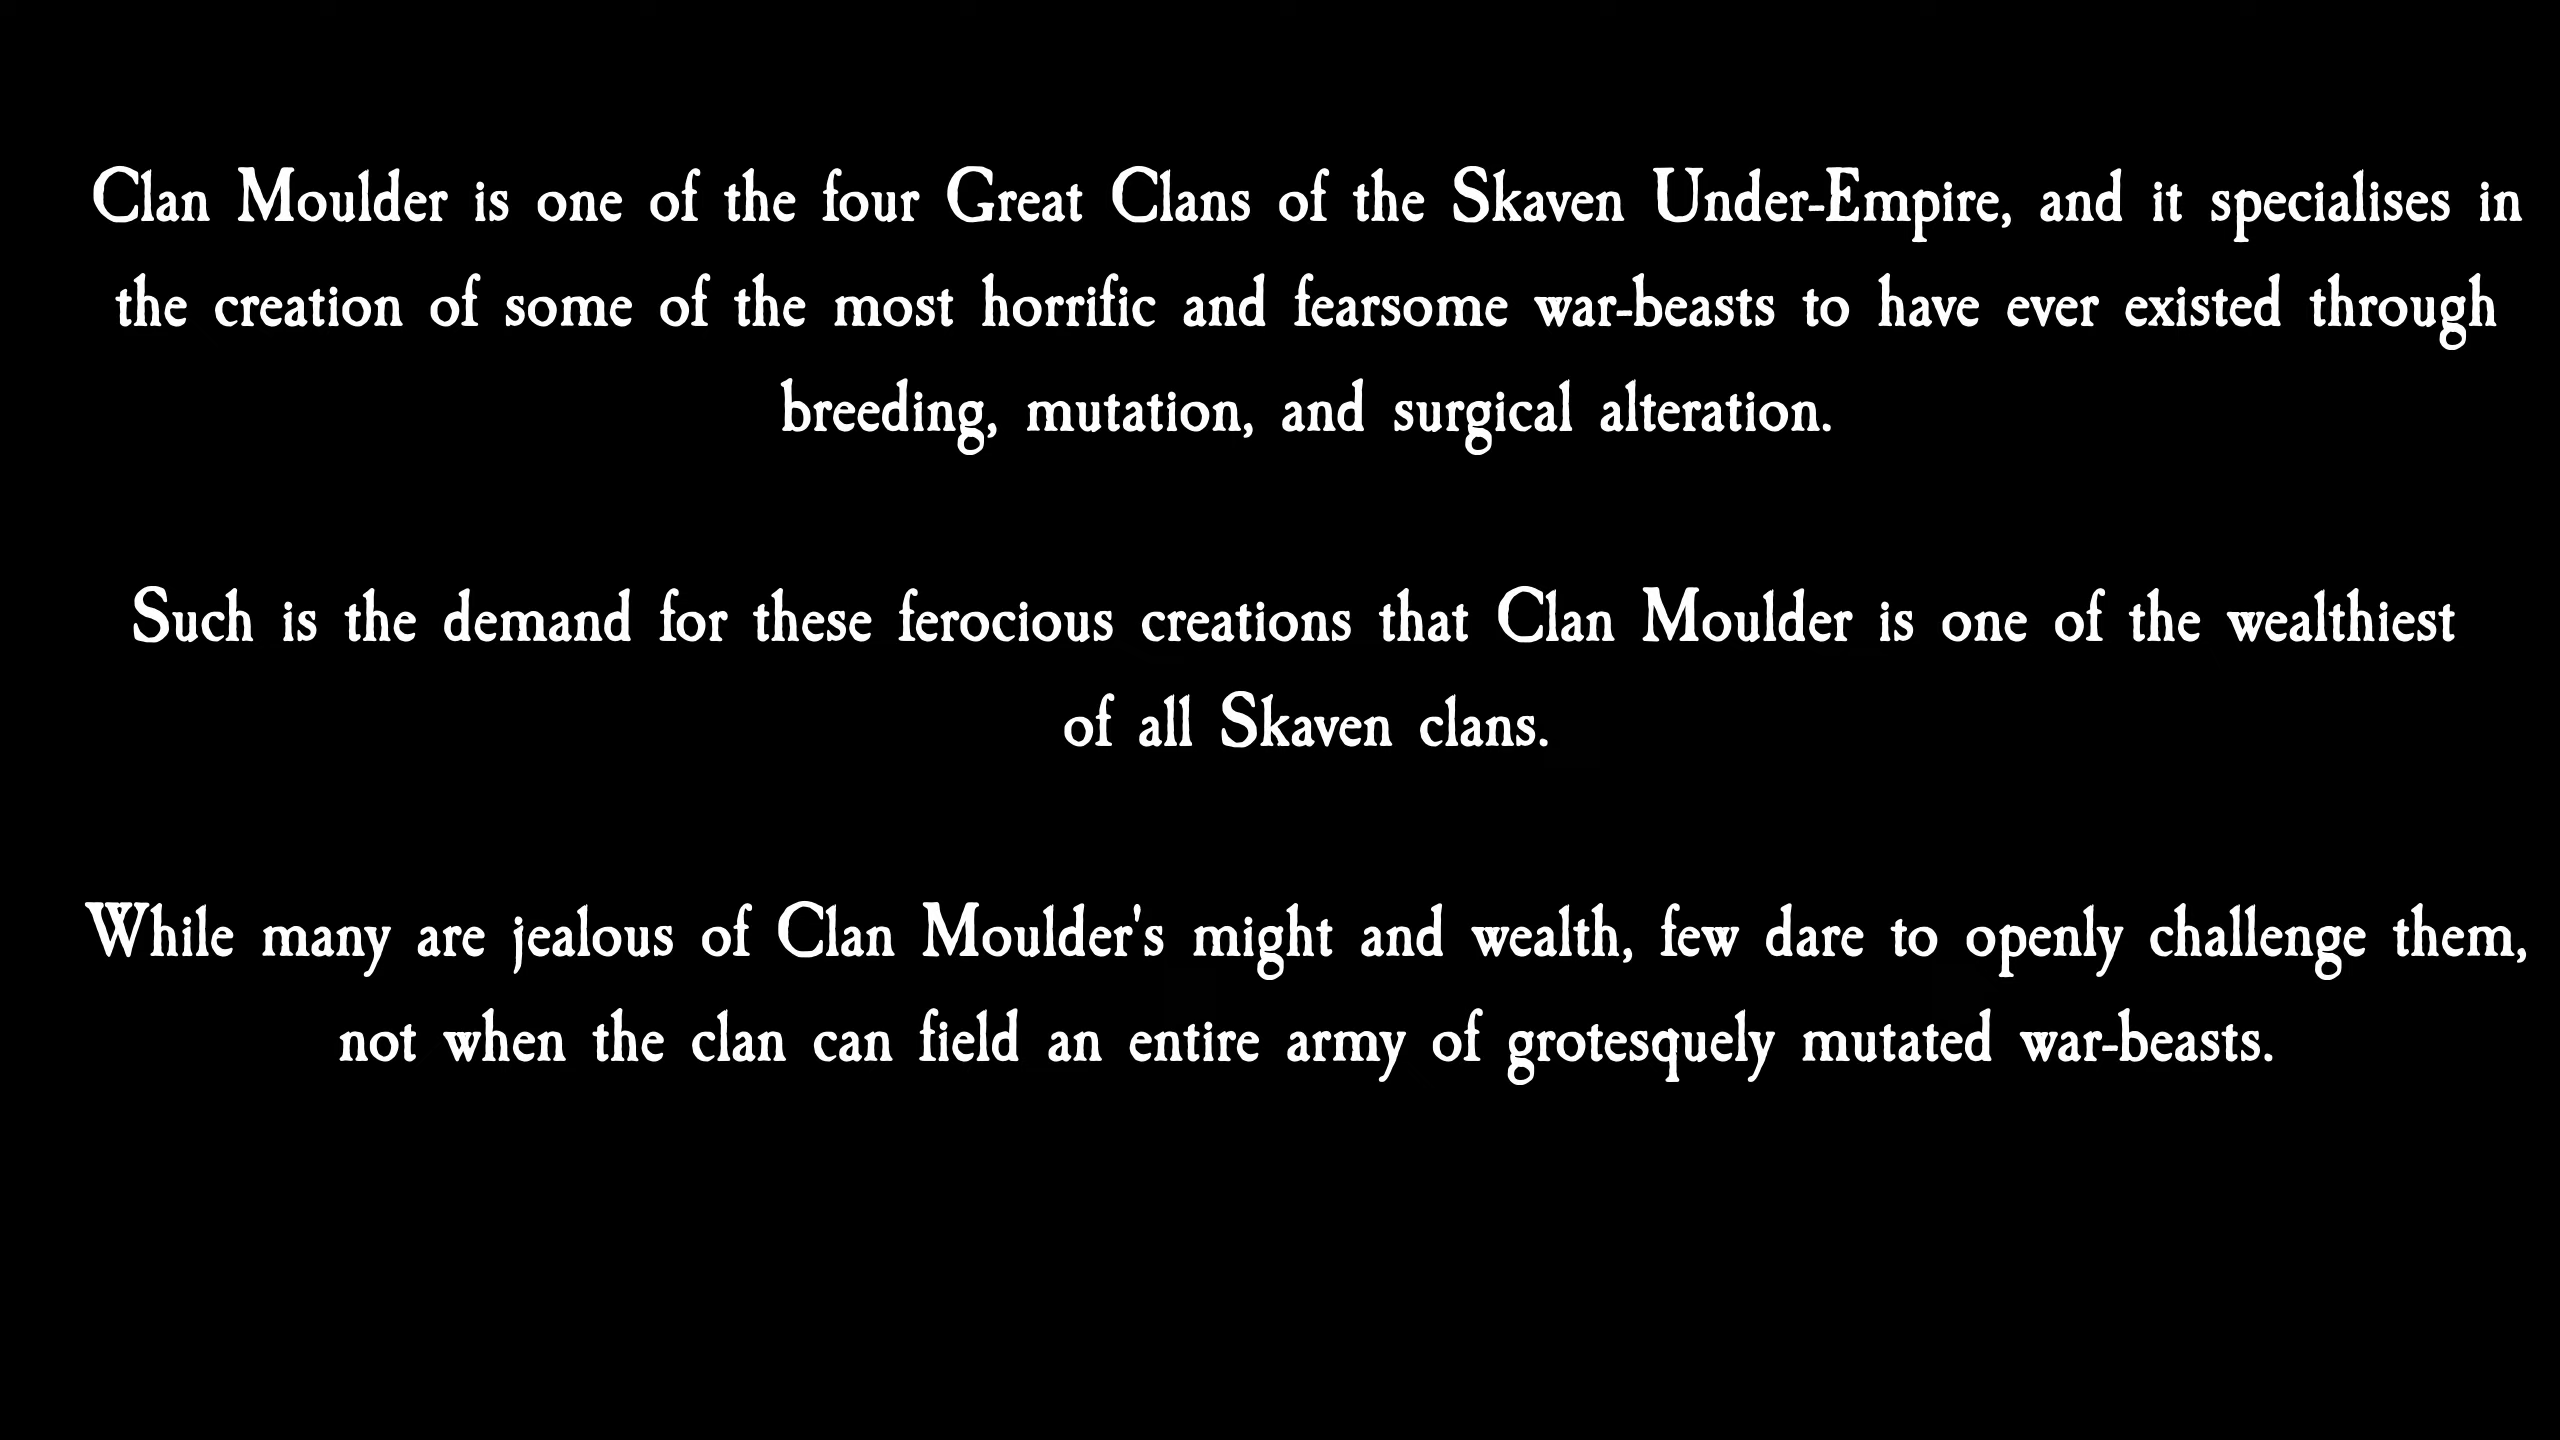 Clan Moulder is one of the four Great Clans of the Skaven Under-Empire, and it specialises in
the creation of some of the most horrific and fearsome war-beasts to have ever existed through
breeding, mutation, and surgical alteration.
Such is the demand for these ferocious creations that Clan Moulder is one of the wealthiest
of all Skaven clans.
While many are jealous of Clan Moulder's might and wealth, few dare to openly challenge them,
not when the clan can field an entire army of grotesquely mutated war-beasts.